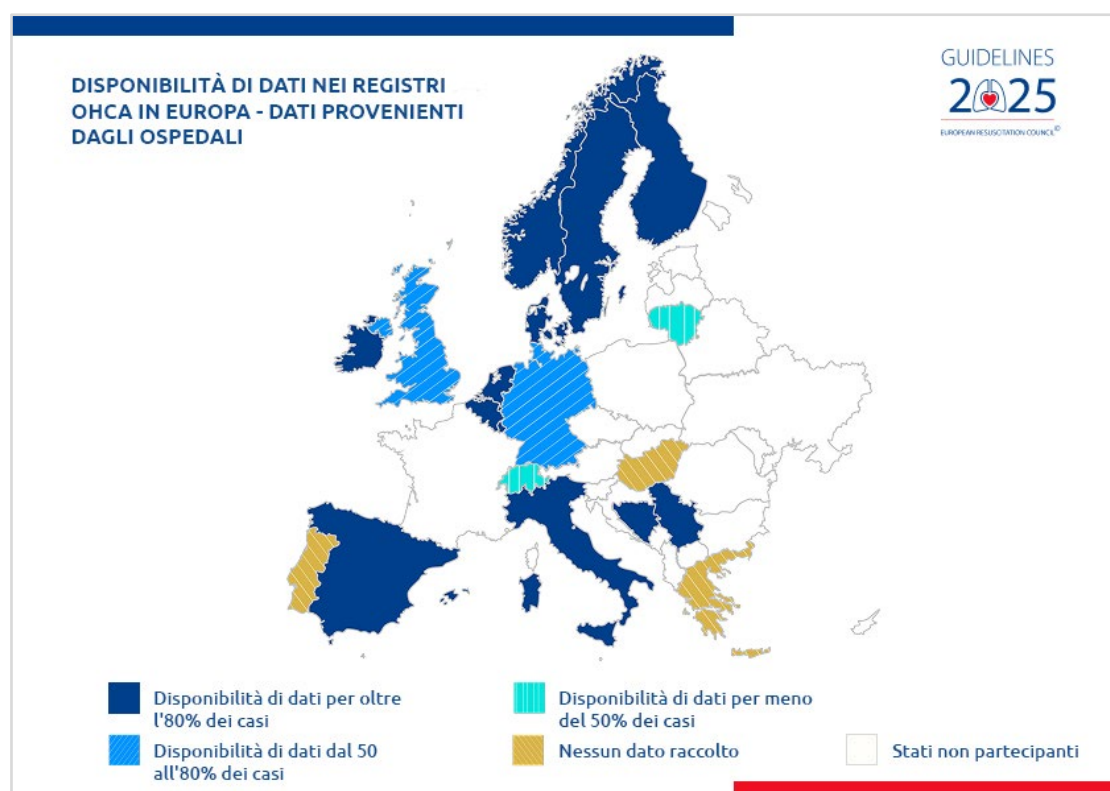 DISPONIBILITÀ DI DATI NEI REGISTRI
OHCA IN EUROPA - DATI PROVENIENTI
DAGLI OSPEDALI
GUIDELINES
2025
EUROPEAN RESUSCITATION COUNCIL©
Disponibilità di dati per oltre
l'80% dei casi
Disponibilità di dati dal 50
all'80% dei casi
Disponibilità di dati per meno
del 50% dei casi
Nessun dato raccolto
Stati non partecipanti